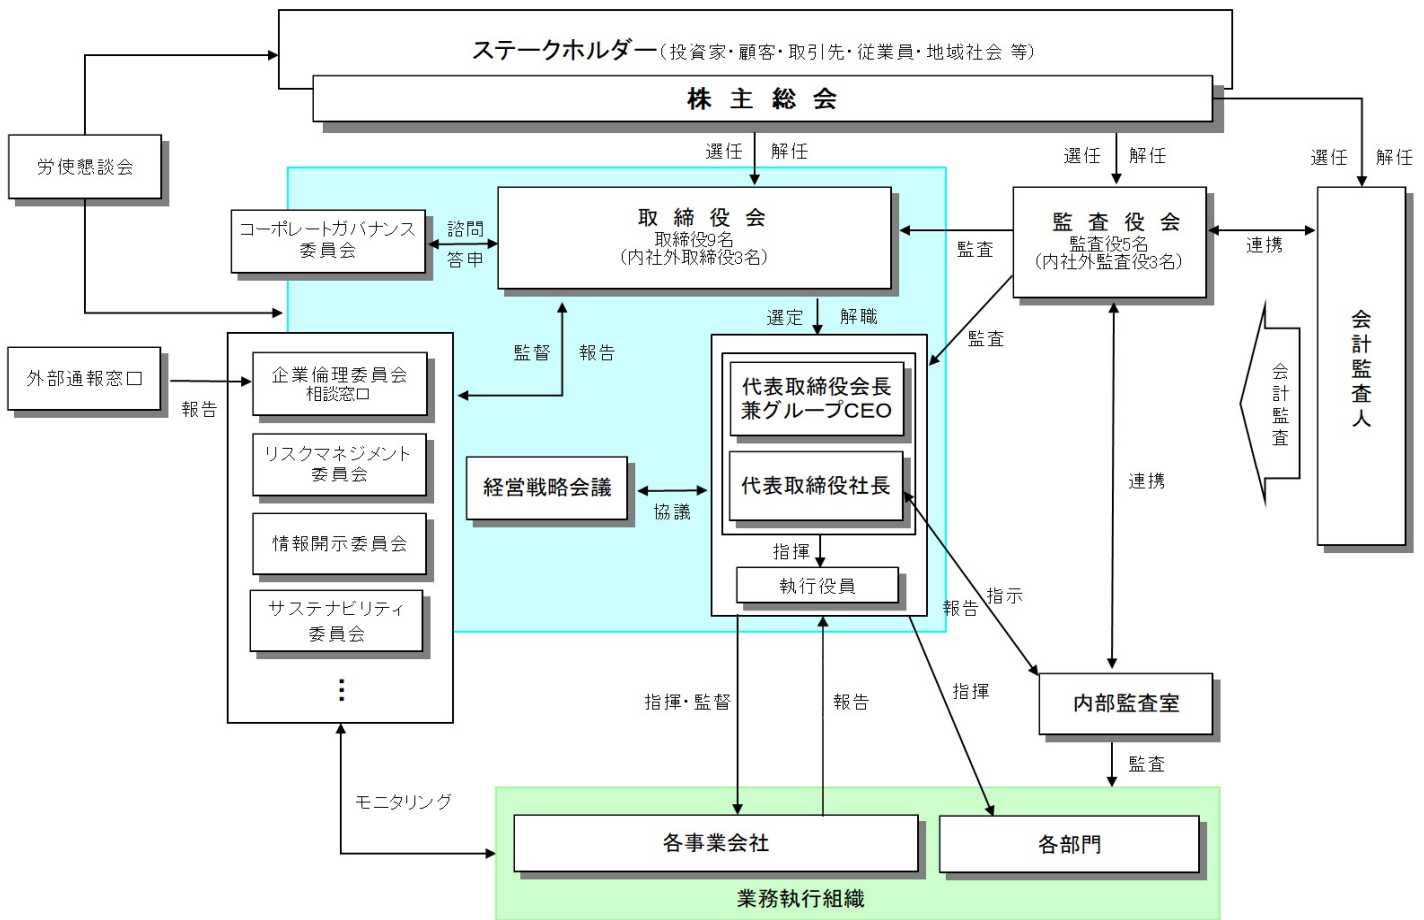 ステークホルダー(投資家・顧客・取引先・従業員・地域社会 等)
株主総会
労使懇談会
選任 解任
選任 解任
選任 解任
コーポレートガバナンス
委員会
諮問
答申
取締役会
取締役9名
(内社外取締役3名)
監査
監査役会
監査役5名
(内社外監査役3名)
連携
会計監査人
選定 解職
監査
会計監査
外部通報窓口
報告
企業倫理委員会
相談窓口
監督 報告
リスクマネジメント
委員会
情報開示委員会
サステナビリティ
委員会
⋮
経営戦略会議
協議
代表取締役会長
兼グループCEO
代表取締役社長
指揮
執行役員
連携
報告 指示
指揮・監督
報告
指揮
内部監査室
監査
モニタリング
各事業会社
各部門
業務執行組織